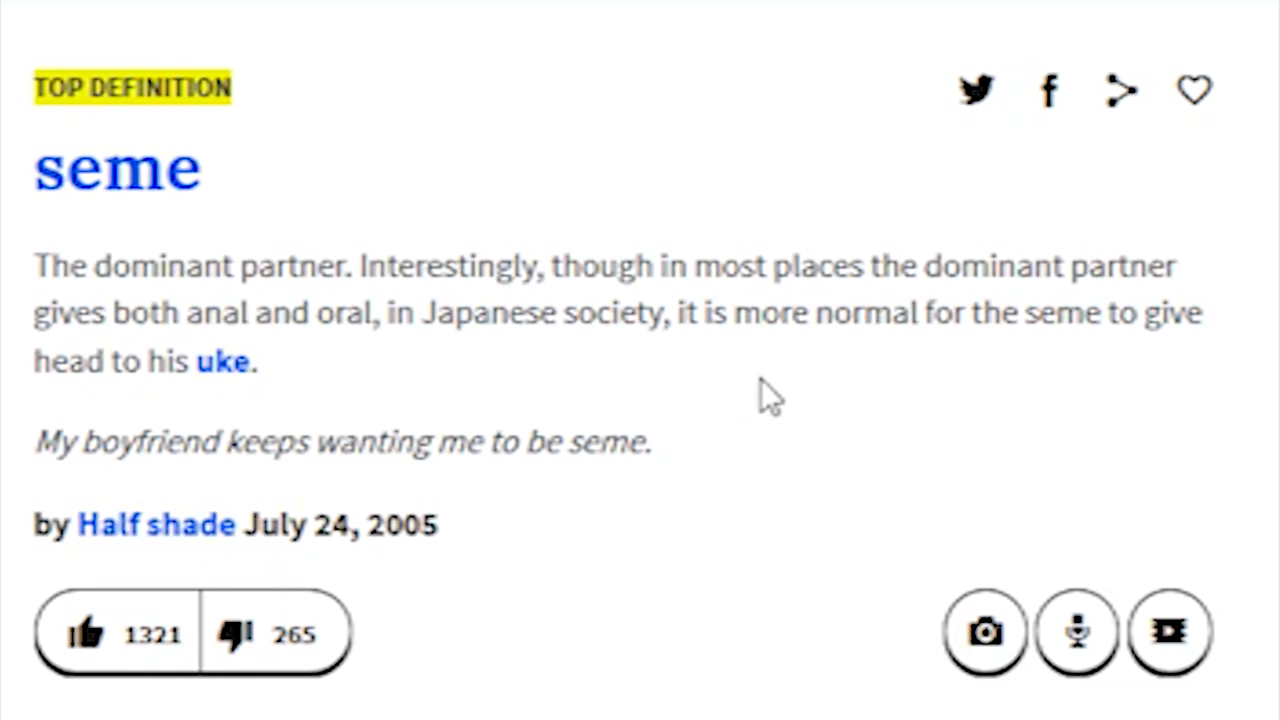 TOP DEFINITION
seme
The dominant partner. Interestingly, though in most places the dominant partner
gives both anal and oral, in Japanese society, it is more normal for the seme to give
head to his uke.
My boyfriend keeps wanting me to be seme.
by Half shade July 24, 2005
1321 265